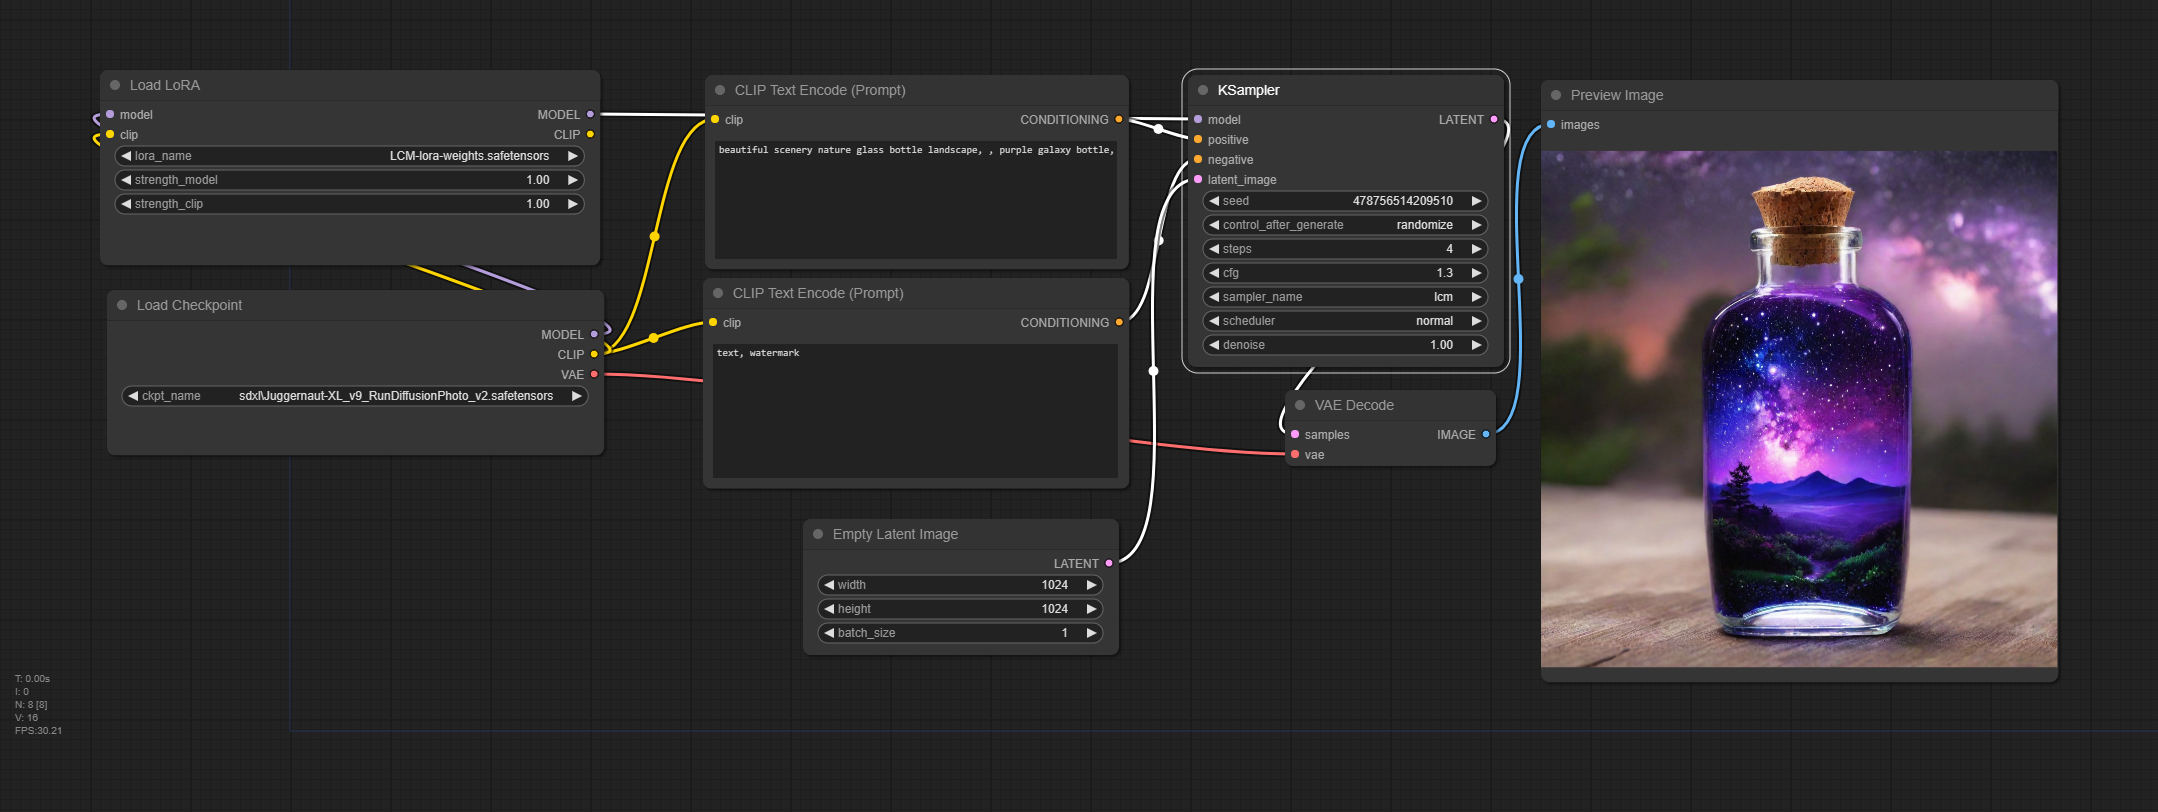 Load LoRA
model MODEL
clip CLIP
lora_name LCM-lora-weights.safetensors
strength_model 1.00
strength_clip 1.00
Load Checkpoint
MODEL
CLIP
VAE
ckpt_name sdxl\Juggernaut-XL_v9_RunDiffusionPhoto_v2.safetensors
CLIP Text Encode (Prompt)
clip CONDITIONING
beautiful scenery nature glass bottle landscape, , purple galaxy bottle,
CLIP Text Encode (Prompt)
clip CONDITIONING
text, watermark
Empty Latent Image
LATENT
width 1024
height 1024
batch_size 1
KSampler
model LATENT
positive
negative
latent_image
seed 478756514209510
control_after_generate randomize
steps 4
cfg 1.3
sampler_name lcm
scheduler normal
denoise 1.00
VAE Decode
samples IMAGE
vae
Preview Image
images
T: 0.00s
I: 0
N: 8 [8]
V: 16
FPS:30.21